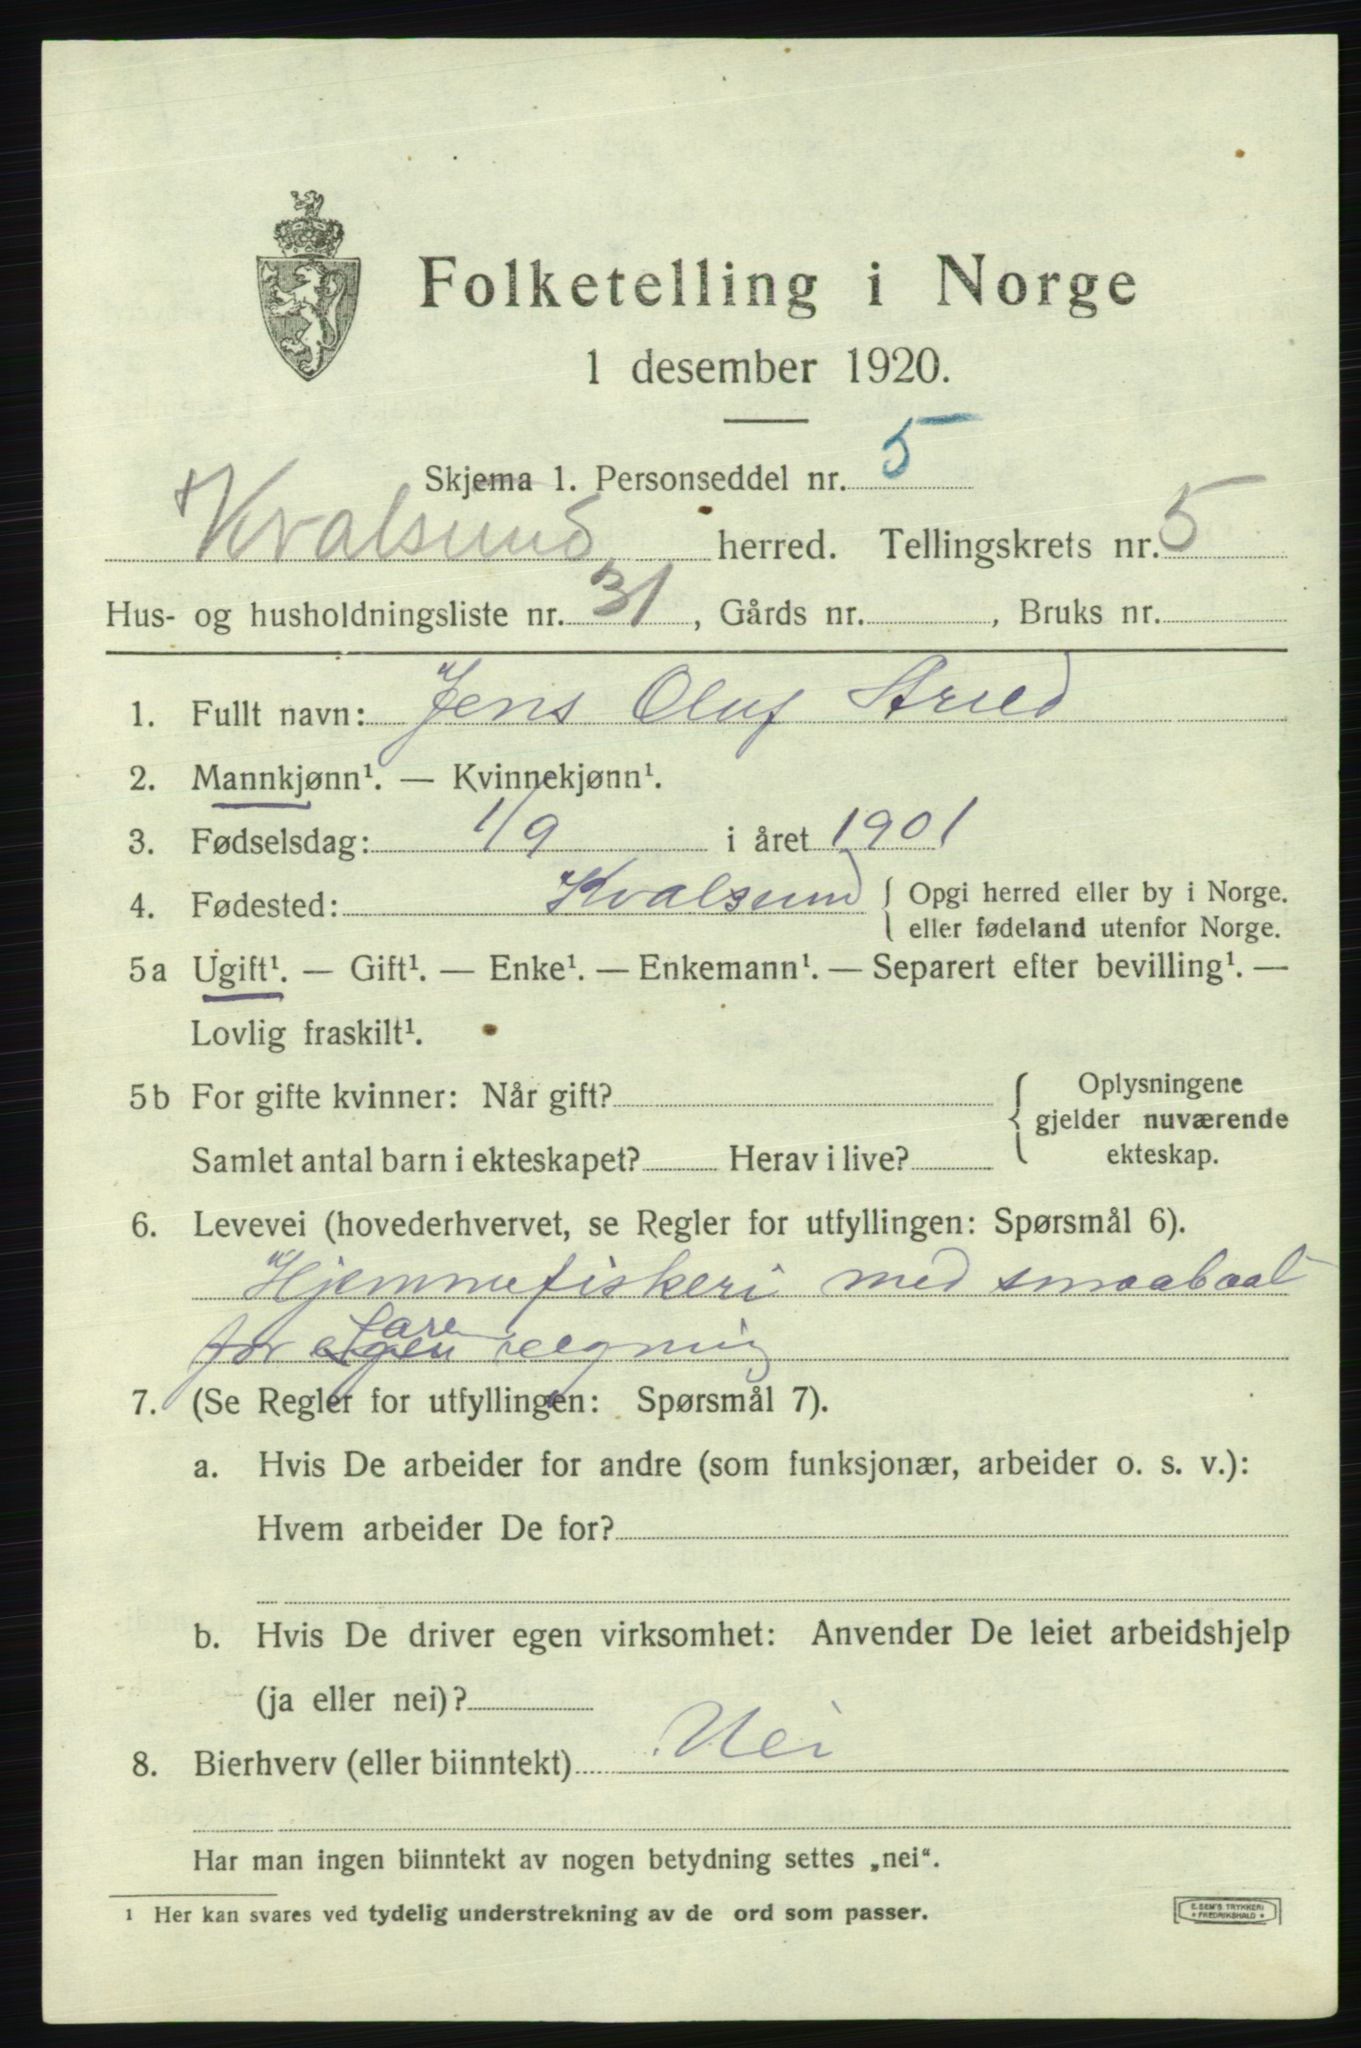 Folketelling i Norge
1 desember 1920.
Skjema 1. Personseddel nr. 5
Kvalsund herred. Tellingskrets nr. 5
Hus- og husholdningsliste nr. 31, Gårds nr. , Bruks nr.
1. Fullt navn: Jens Oluf
2. Mannkjønn¹. — Kvinnekjønn¹.
3. Fødselsdag: 1/9 i året 1901
4. Fødested: Kvalsund { Opgi herred eller by i Norge.
eller fødeland utenfor Norge.
5a Ugift¹. — Gift¹. — Enke¹. — Enkemann¹. — Separert efter bevilling¹. —
Lovlig fraskilt¹.
5b For gifte kvinner: Når gift? { Oplysningene
gjelder nuværende
Samlet antal barn i ekteskapet? Herav i live? ekteskap.
6. Levevei (hovederhvervet, se Regler for utfyllingen: Spørsmål 6).
Hjemmefiskeri med smaabaat
for egen regning
7. (Se Regler for utfyllingen: Spørsmål 7).
a. Hvis De arbeider for andre (som funksjonær, arbeider o. s. v.):
Hvem arbeider De for?
b. Hvis De driver egen virksomhet: Anvender De leiet arbeidshjelp
(ja eller nei)?
8. Bierhverv (eller biinntekt) Nei
Har man ingen biinntekt av nogen betydning settes „nei“.
¹ Her kan svares ved tydelig understrekning av de ord som passer.
E. SEM'S TRYKKERI
* FREDRIKSHALD *